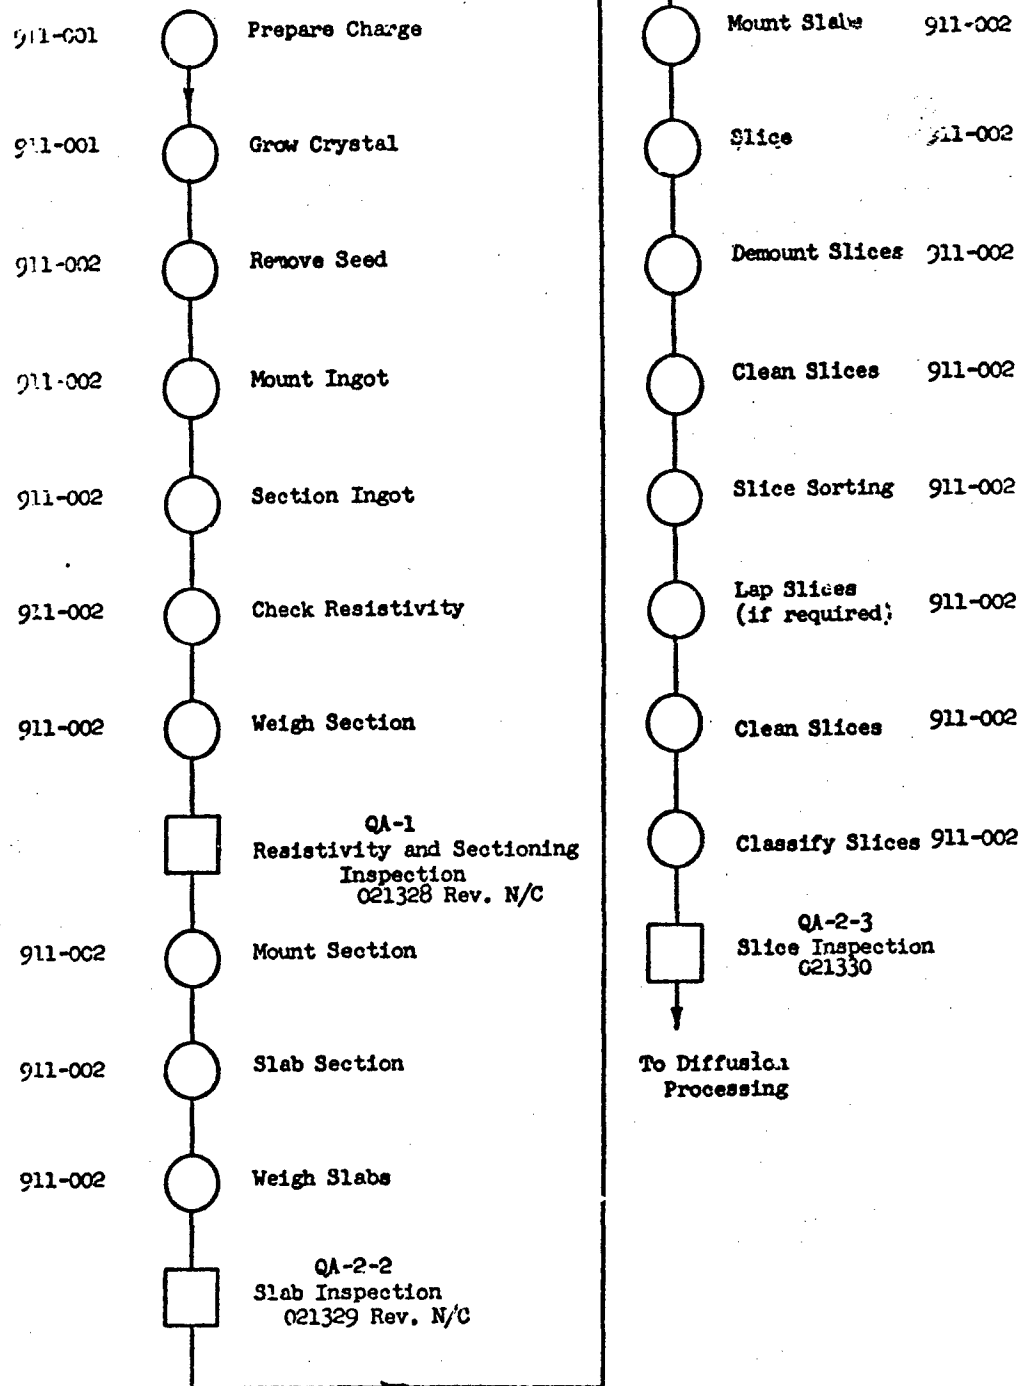 911-001 Prepare Charge
911-001 Grow Crystal
911-002 Remove Seed
911-002 Mount Ingot
911-002 Section Ingot
911-002 Check Resistivity
911-002 Weigh Section
QA-1
Resistivity and Sectioning
Inspection
021328 Rev. N/C
911-002 Mount Section
911-002 Slab Section
911-002 Weigh Slabs
QA-2-2
Slab Inspection
021329 Rev. N/C
Mount Slabs 911-002
Slice 911-002
Demount Slices 911-002
Clean Slices 911-002
Slice Sorting 911-002
Lap Slices
(if required) 911-002
Clean Slices 911-002
Classify Slices 911-002
QA-2-3
Slice Inspection
021330
To Diffusion
Processing